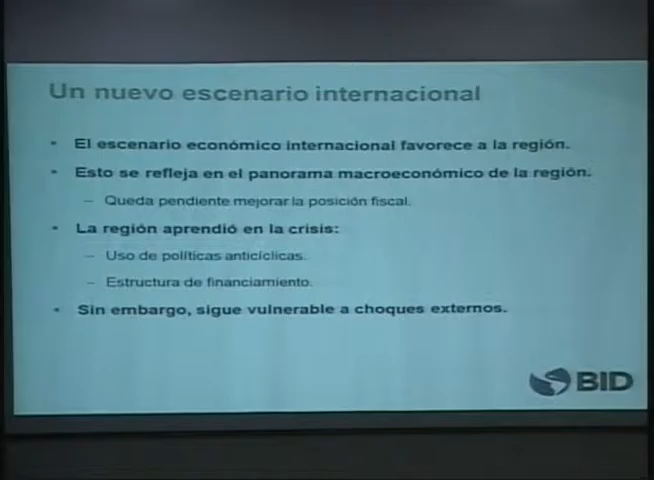 Un nuevo escenario internacional
• El escenario económico internacional favorece a la región.
• Esto se refleja en el panorama macroeconómico de la región.
– Queda pendiente mejorar la posición fiscal.
• La región aprendió en la crisis:
– Uso de políticas anticíclicas.
– Estructura de financiamiento.
• Sin embargo, sigue vulnerable a choques externos.
BID